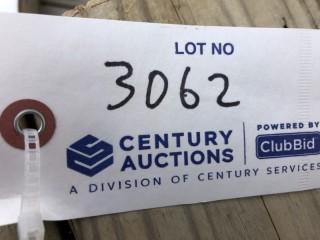 LOT NO
3062
CENTURY
AUCTIONS
POWERED BY
ClubBid
A DIVISION OF CENTURY SERVICES